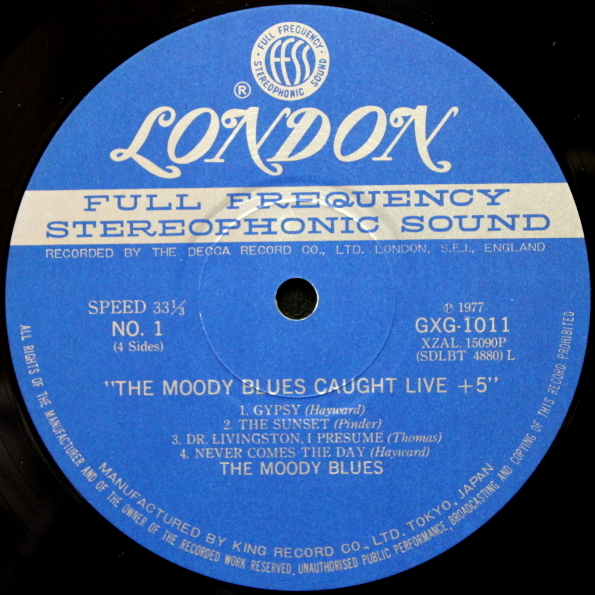 FULL FREQUENCY
FFSS
STEREOPHONIC SOUND
®
LONDON
FULL FREQUENCY
STEREOPHONIC SOUND
RECORDED BY THE DECCA RECORD CO., LTD. LONDON, S.E.I., ENGLAND
SPEED 33⅓
NO. 1
(4 Sides)
℗ 1977
GXG-1011
XZAL. 15090P
(SDLBT 4880) L
"THE MOODY BLUES CAUGHT LIVE +5"
1. GYPSY (Hayward)
2. THE SUNSET (Pinder)
3. DR. LIVINGSTON, I PRESUME (Thomas)
4. NEVER COMES THE DAY (Hayward)
THE MOODY BLUES
MANUFACTURED BY KING RECORD CO., LTD. TOKYO, JAPAN
ALL RIGHTS OF THE MANUFACTURER AND OF THE OWNER OF THE RECORDED WORK RESERVED, UNAUTHORISED PUBLIC PERFORMANCE, BROADCASTING AND COPYING OF THIS RECORD PROHIBITED